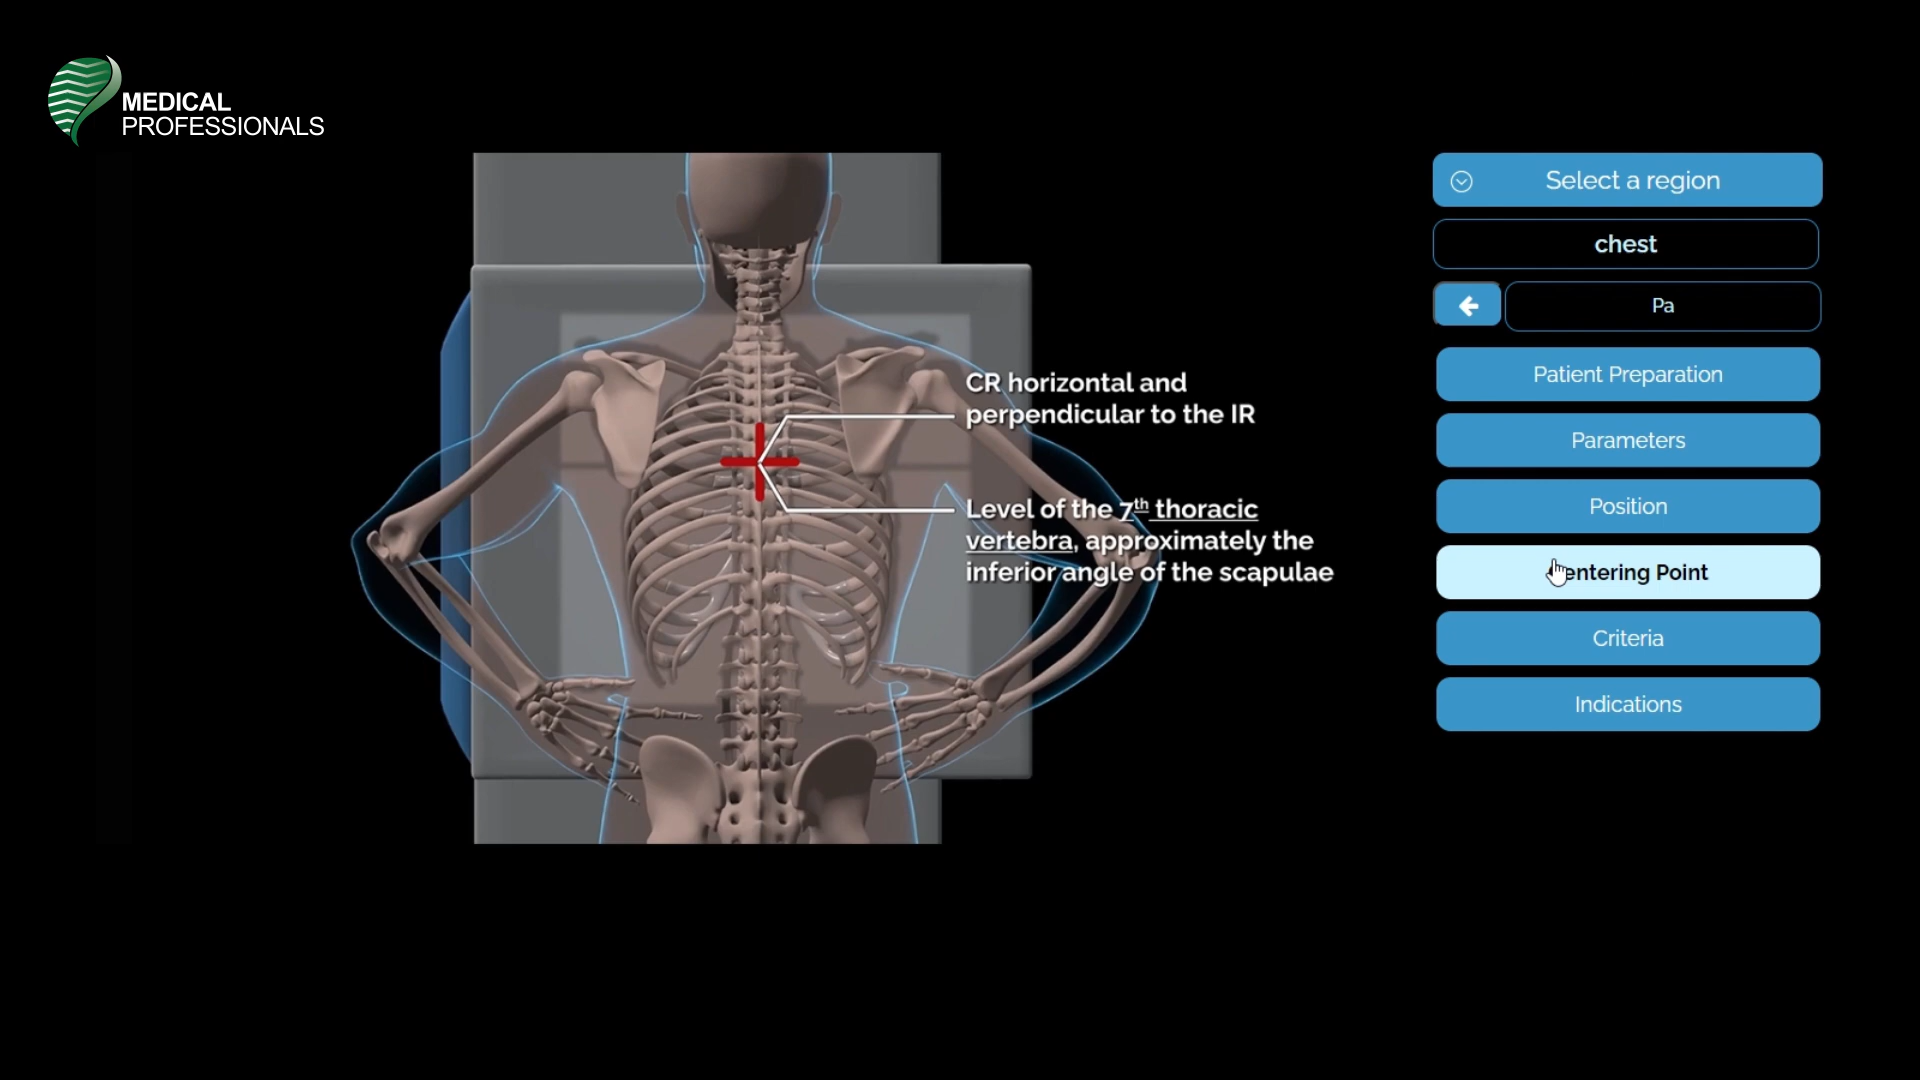 MEDICAL
PROFESSIONALS
Select a region
chest
Pa
CR horizontal and
perpendicular to the IR
Level of the 7th thoracic
vertebra, approximately the
inferior angle of the scapulae
Patient Preparation
Parameters
Position
entering Point
Criteria
Indications